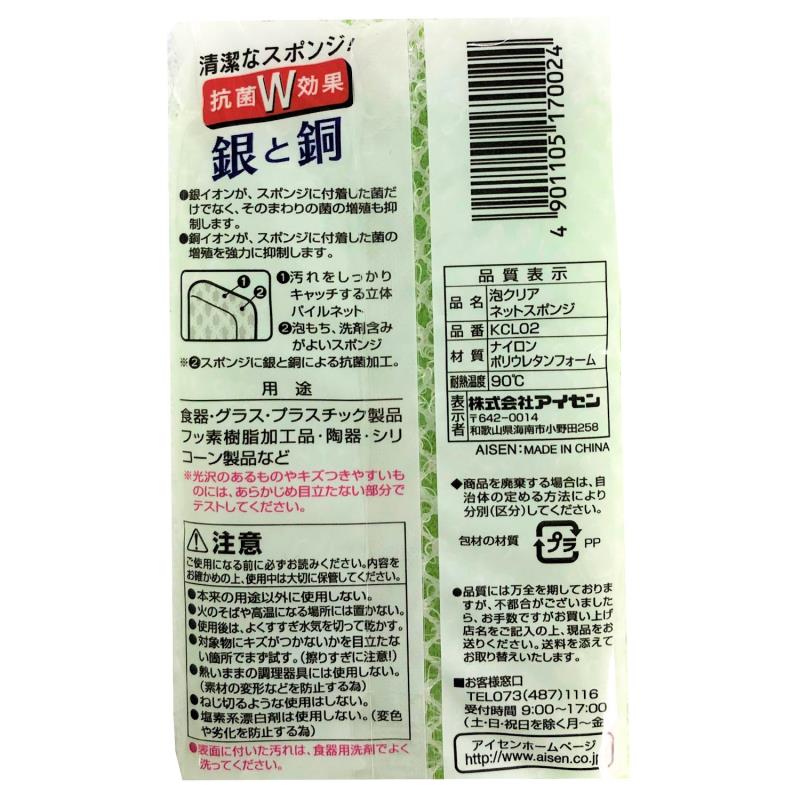 清潔なスポンジ!
抗菌W効果
銀と銅
●銀イオンが、スポンジに付着した菌だ
けでなく、そのまわりの菌の増殖も抑
制します。
●銅イオンが、スポンジに付着した菌の
増殖を強力に抑制します。
❶汚れをしっかり
キャッチする立体
パイルネット
❷泡もち、洗剤含み
がよいスポンジ
❶
❷
※❷スポンジに銀と銅による抗菌加工。
用途
食器・グラス・プラスチック製品
フッ素樹脂加工品・陶器・シリ
コーン製品など
※光沢のあるものやキズつきやすいも
のには、あらかじめ目立たない部分で
テストしてください。
注意
ご使用になる前に必ずお読みください。内容を
お確かめの上、使用中は大切に保管してください。
●本来の用途以外に使用しない。
●火のそばや高温になる場所には置かない。
●使用後は、よくすすぎ水気を切って乾かす。
●対象物にキズがつかないかを目立たな
い箇所でまず試す。(擦りすぎに注意!)
●熱いままの調理器具には使用しない。
(素材の変形などを防止する為)
●ねじ切るような使用はしない。
●塩素系漂白剤は使用しない。(変色
や劣化を防止する為)
●表面に付いた汚れは、食器用洗剤でよく
洗ってください。
4 901105 170024
品質表示
品名 泡クリア
ネットスポンジ
品番 KCL02
材質 ナイロン
ポリウレタンフォーム
耐熱温度 90℃
表示者 株式会社アイセン
〒642-0014
和歌山県海南市小野田258
AISEN:MADE IN CHINA
◆商品を廃棄する場合は、自
治体の定める方法により
分別(区分)してください。
包材の材質 プラ PP
●品質には万全を期しておりま
すが、不都合がございました
ら、お手数ですがお買い上げ
店名をご記入の上、現品をお
送りください。送料を添えて
お取り替えいたします。
■お客様窓口
TEL073(487)1116
受付時間 9:00~17:00
(土・日・祝日を除く月~金)
アイセンホームページ
http://www.aisen.co.jp